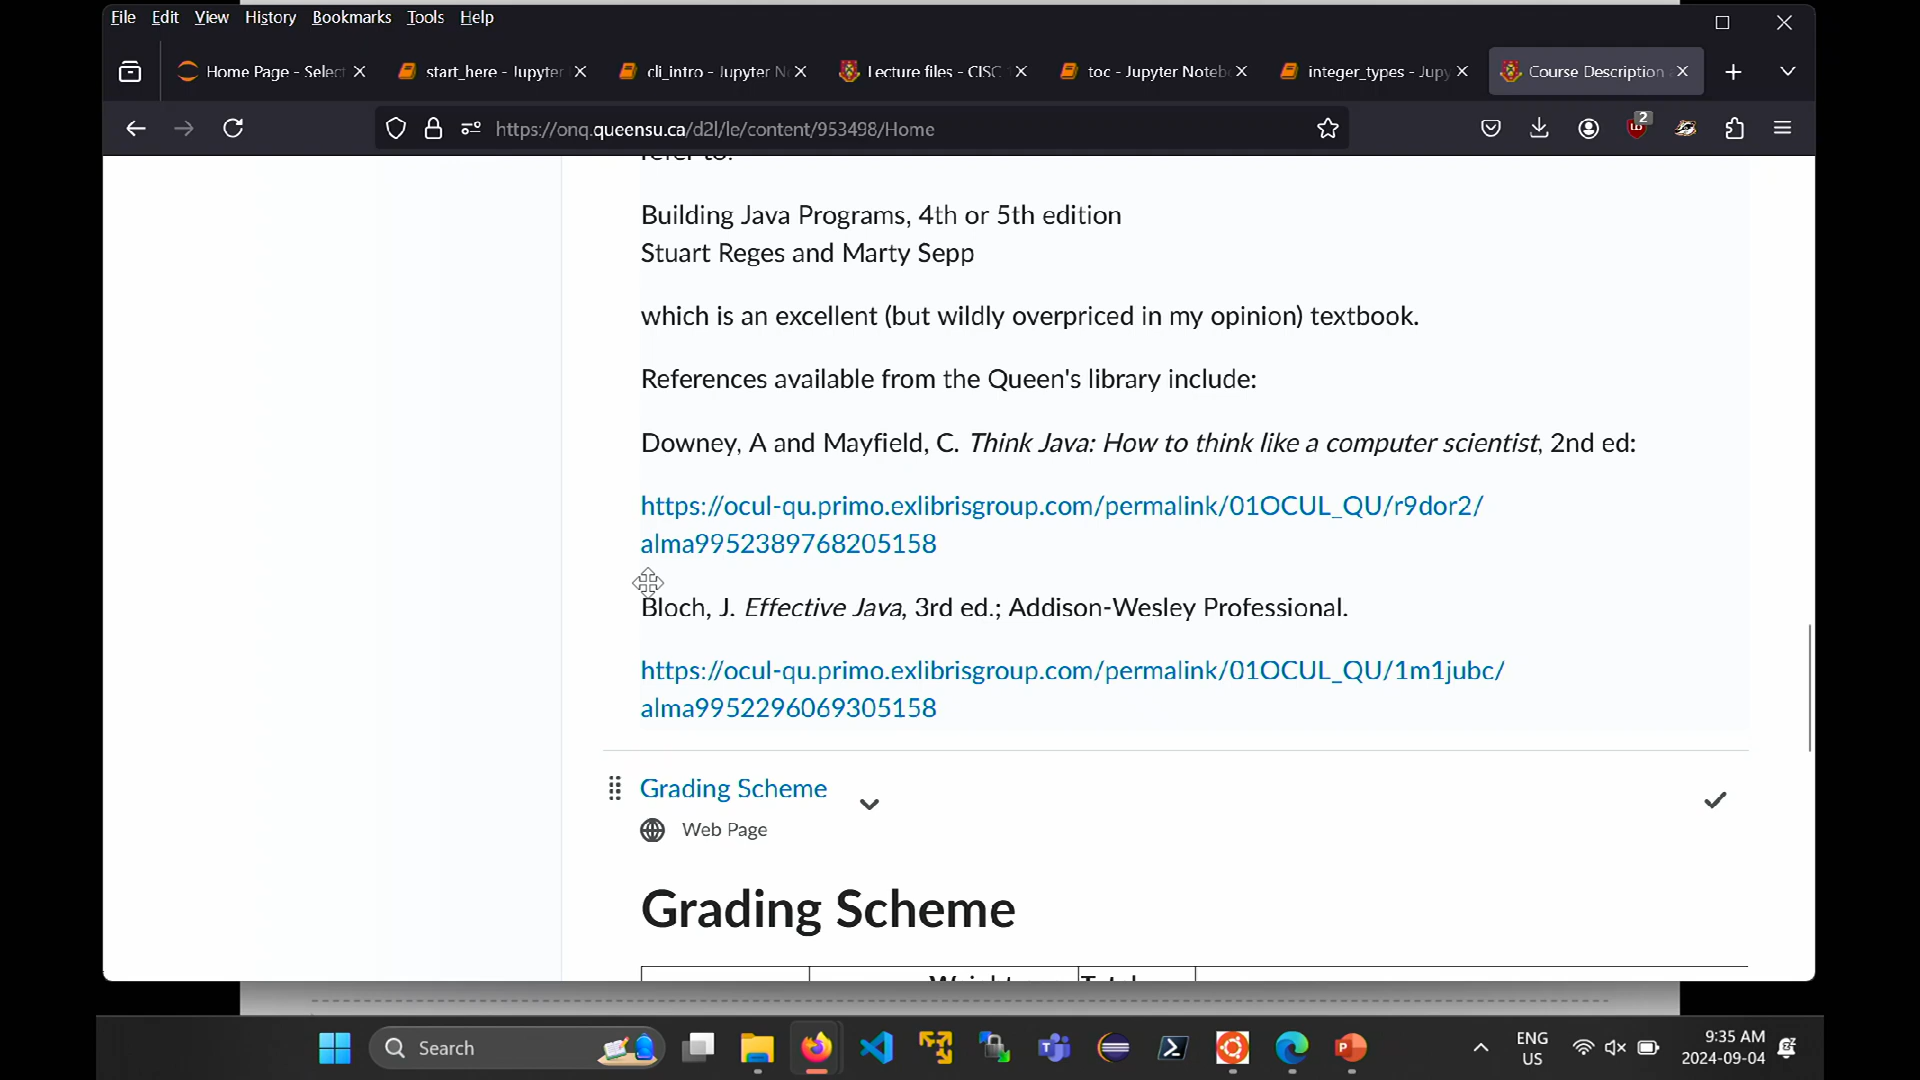 File Edit View History Bookmarks Tools Help
Home Page - Select
start_here - Jupyter
cli_intro - Jupyter N
Lecture files - CISC
toc - Jupyter Noteb
integer_types - Jupy
Course Description
https://onq.queensu.ca/d2l/le/content/953498/Home
2
refer to:
Building Java Programs, 4th or 5th edition
Stuart Reges and Marty Sepp
which is an excellent (but wildly overpriced in my opinion) textbook.
References available from the Queen's library include:
Downey, A and Mayfield, C. Think Java: How to think like a computer scientist, 2nd ed:
https://ocul-qu.primo.exlibrisgroup.com/permalink/01OCUL_QU/r9dor2/
alma9952389768205158
Bloch, J. Effective Java, 3rd ed.; Addison-Wesley Professional.
https://ocul-qu.primo.exlibrisgroup.com/permalink/01OCUL_QU/1m1jubc/
alma9952296069305158
Grading Scheme
Web Page
Grading Scheme
Search
ENG
US
9:35 AM
2024-09-04